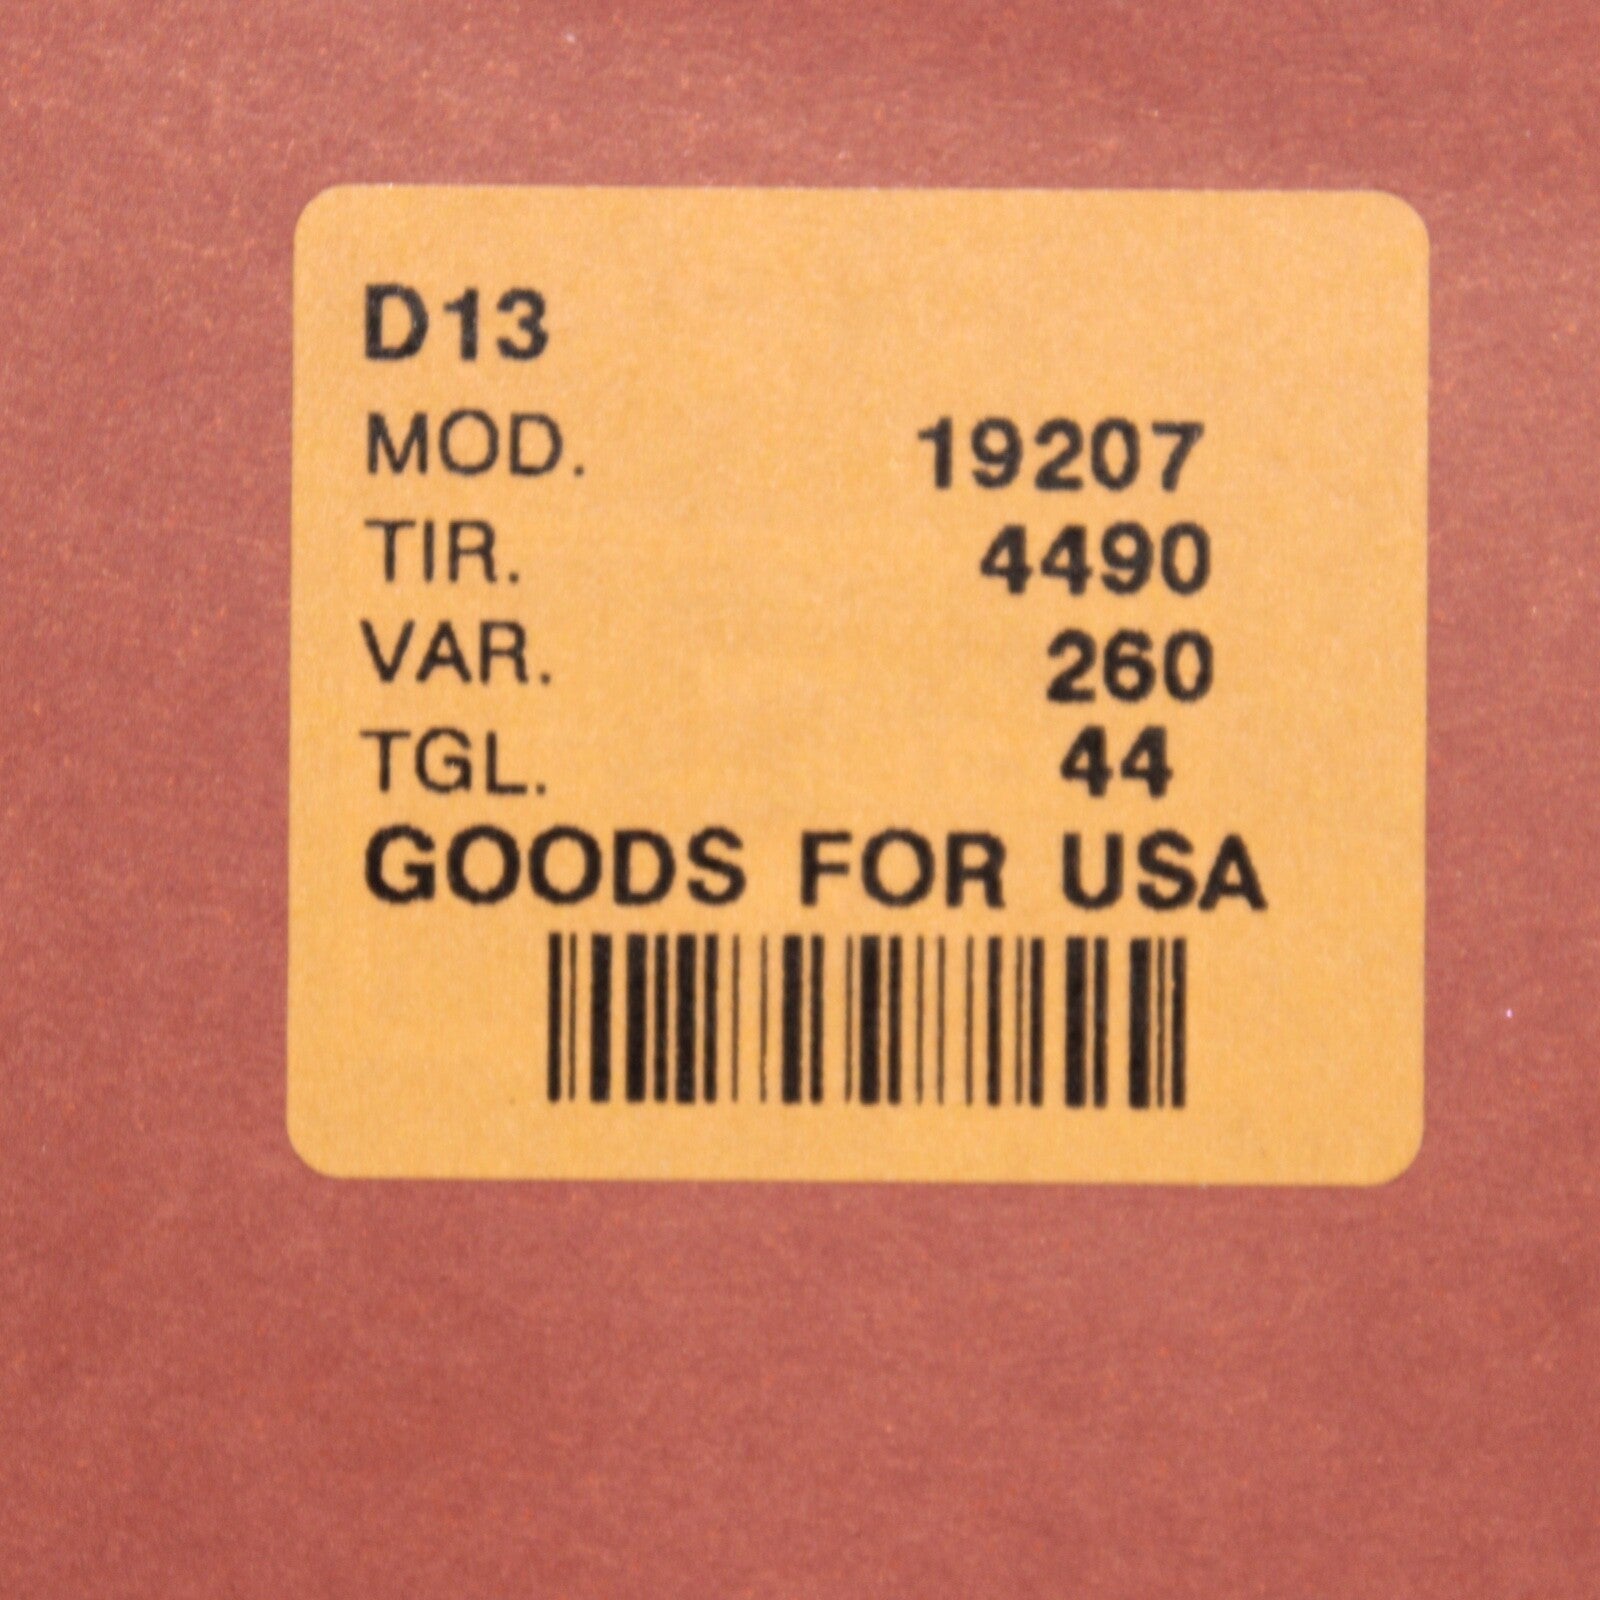 D13
MOD. 19207
TIR. 4490
VAR. 260
TGL. 44
GOODS FOR USA